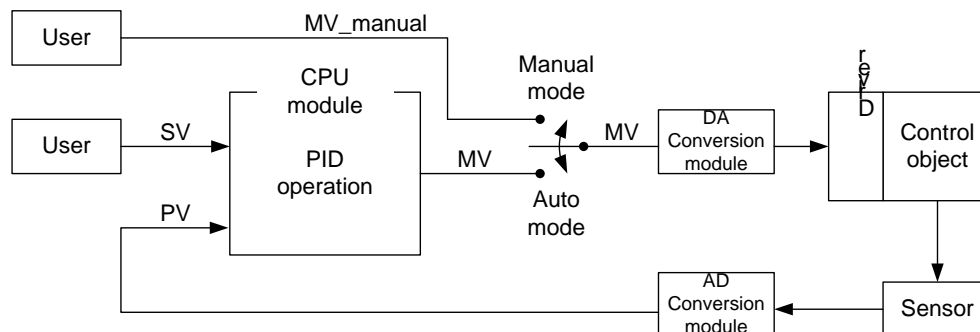 User
MV_manual
Manual
mode
CPU
module
PID
operation
User
SV
PV
MV
Auto
mode
MV
DA
Conversion
module
Driver
Control
object
AD
Conversion
module
Sensor